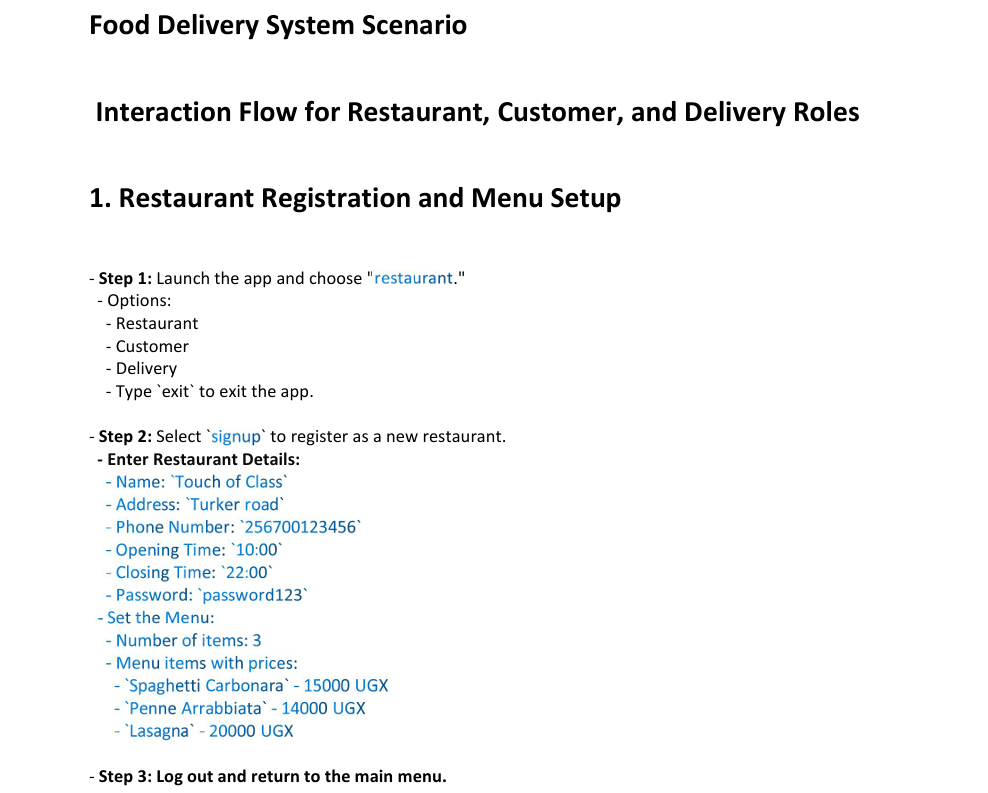 Food Delivery System Scenario
Interaction Flow for Restaurant, Customer, and Delivery Roles
1. Restaurant Registration and Menu Setup
- Step 1: Launch the app and choose "restaurant."
- Options:
- Restaurant
- Customer
- Delivery
- Type `exit` to exit the app.
- Step 2: Select `signup` to register as a new restaurant.
- Enter Restaurant Details:
- Name: `Touch of Class`
- Address: `Turker road`
- Phone Number: `256700123456`
- Opening Time: `10:00`
- Closing Time: `22:00`
- Password: `password123`
- Set the Menu:
- Number of items: 3
- Menu items with prices:
- `Spaghetti Carbonara` - 15000 UGX
- `Penne Arrabbiata` - 14000 UGX
- `Lasagna` - 20000 UGX
- Step 3: Log out and return to the main menu.